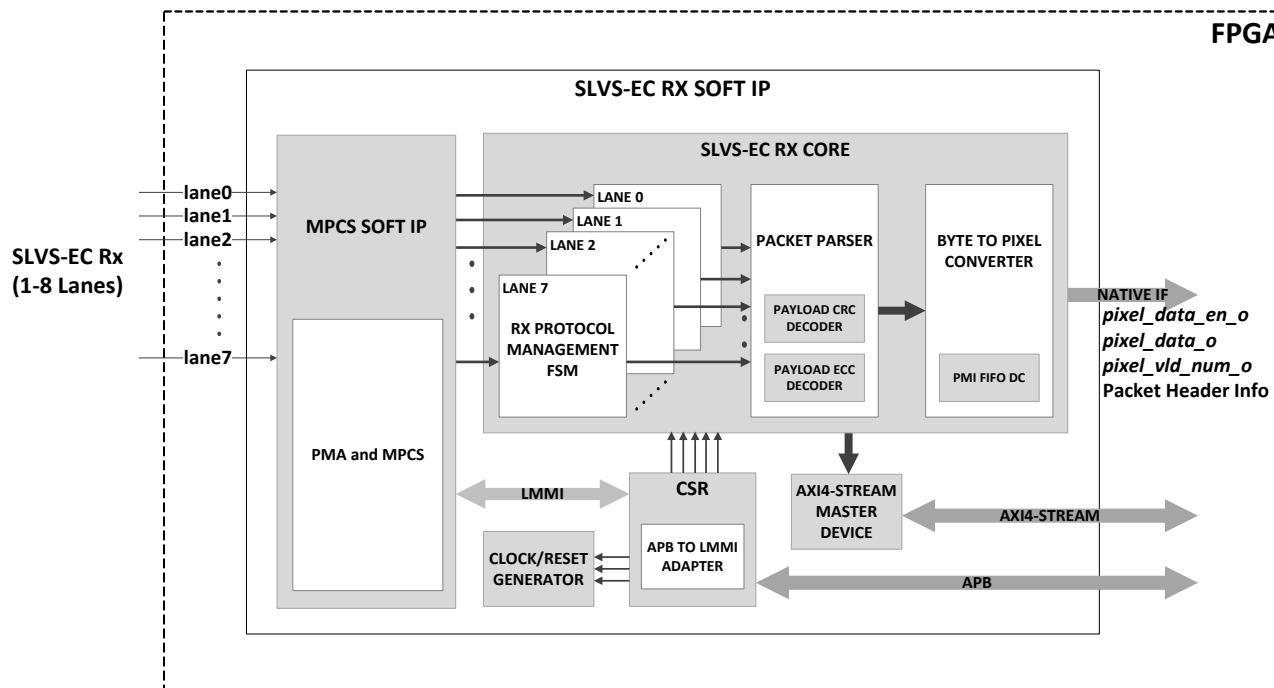 FPGA
SLVS-EC RX SOFT IP
SLVS-EC RX CORE
lane0
lane1
lane2
lane7
SLVS-EC Rx
(1-8 Lanes)
MPCS SOFT IP
PMA and MPCS
LANE 0
LANE 1
LANE 2
LANE 7
RX PROTOCOL
MANAGEMENT
FSM
PACKET PARSER
PAYLOAD CRC
DECODER
PAYLOAD ECC
DECODER
BYTE TO PIXEL
CONVERTER
PMI FIFO DC
NATIVE IF
pixel_data_en_o
pixel_data_o
pixel_vld_num_o
Packet Header Info
LMMI
CSR
APB TO LMMI
ADAPTER
CLOCK/RESET
GENERATOR
AXI4-STREAM
MASTER
DEVICE
AXI4-STREAM
APB